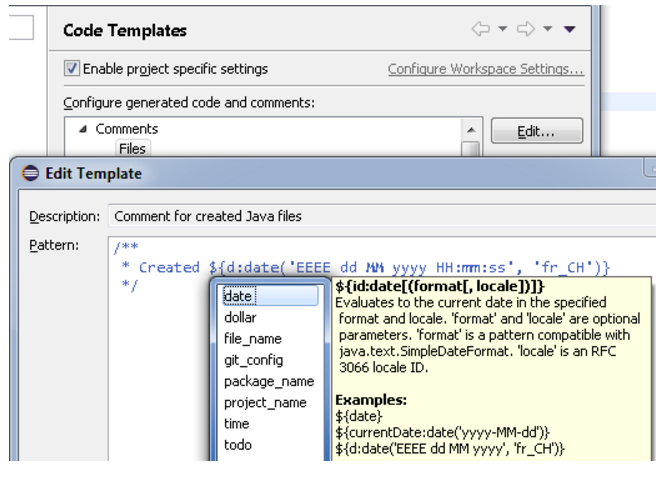 Code Templates
Enable project specific settings
Configure Workspace Settings...
Configure generated code and comments:
Comments
Files
Edit...
Edit Template
Description: Comment for created Java files
Pattern:
/**
 * Created ${d:date('EEEE dd MM yyyy HH:mm:ss', 'fr_CH')}
 */
date
dollar
file_name
git_config
package_name
project_name
time
todo
${id:date[(format[, locale])]}
Evaluates to the current date in the specified
format and locale. 'format' and 'locale' are optional
parameters. 'format' is a pattern compatible with
java.text.SimpleDateFormat. 'locale' is an RFC
3066 locale ID.
Examples:
${date}
${currentDate:date('yyyy-MM-dd')}
${d:date('EEEE dd MM yyyy', 'fr_CH')}